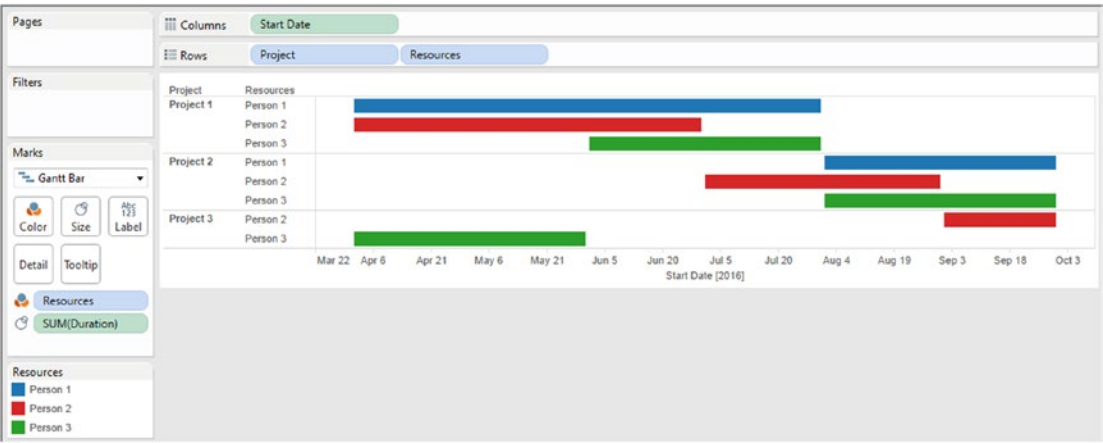 Pages
Columns Start Date
Rows Project Resources
Filters
Project Resources
Project 1 Person 1
Person 2
Person 3
Project 2 Person 1
Person 2
Person 3
Project 3 Person 2
Person 3
Mar 22 Apr 6 Apr 21 May 6 May 21 Jun 5 Jun 20 Jul 5 Jul 20 Aug 4 Aug 19 Sep 3 Sep 18 Oct 3
Start Date [2016]
Marks
Gantt Bar
Abc
123
Color Size Label
Detail Tooltip
Resources
SUM(Duration)
Resources
Person 1
Person 2
Person 3